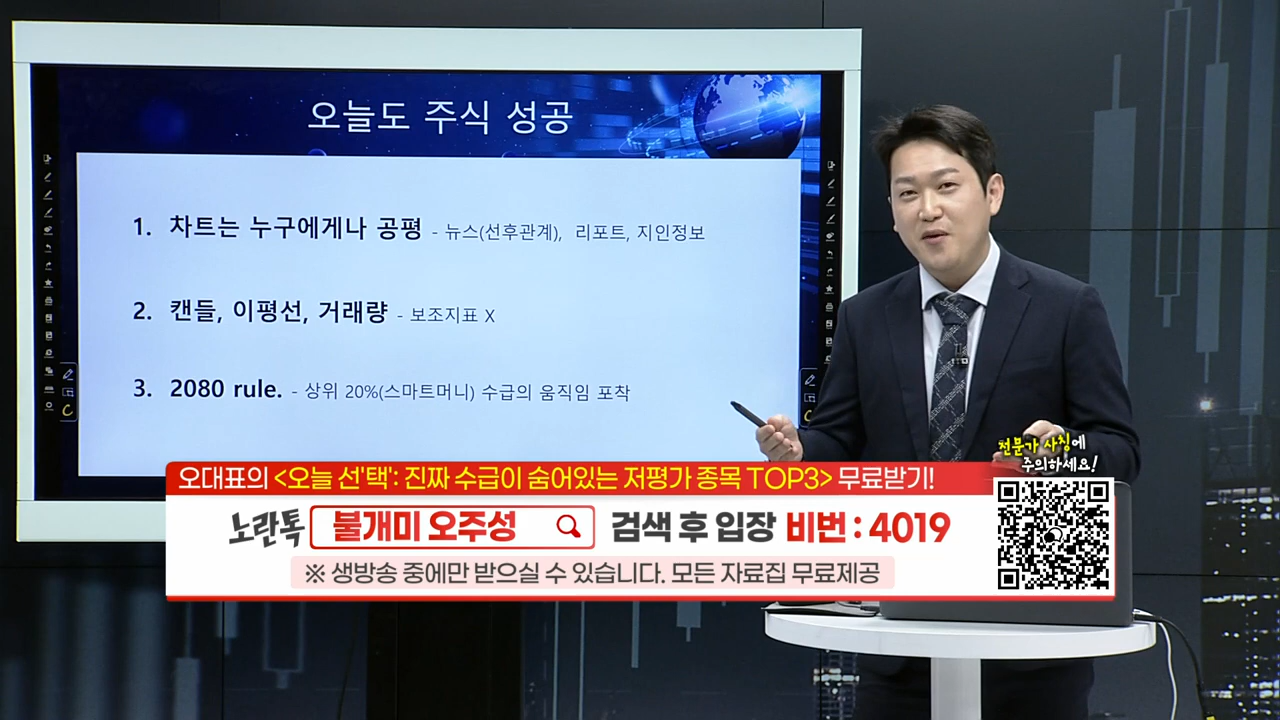 오늘도 주식 성공
1. 차트는 누구에게나 공평 - 뉴스(선후관계), 리포트, 지인정보
2. 캔들, 이평선, 거래량 - 보조지표 X
3. 2080 rule. - 상위 20%(스마트머니) 수급의 움직임 포착
전문가 사칭에
주의하세요!
오대표의 <오늘 선'택': 진짜 수급이 숨어있는 저평가 종목 TOP3> 무료받기!
노란톡 불개미 오주성 검색 후 입장 비번 : 4019
※ 생방송 중에만 받으실 수 있습니다. 모든 자료집 무료제공